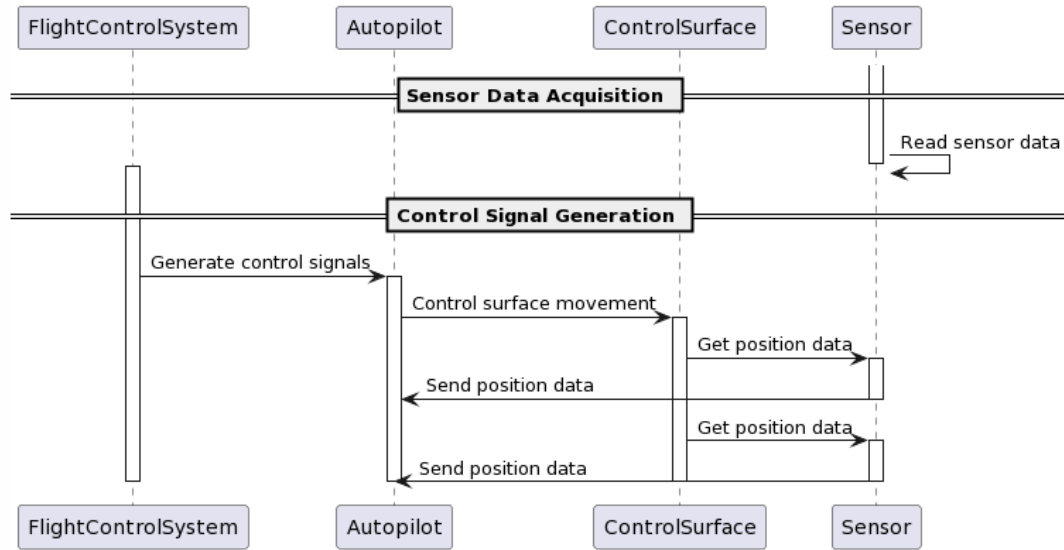 FlightControlSystem
Autopilot
ControlSurface
Sensor
Sensor Data Acquisition
Read sensor data
Control Signal Generation
Generate control signals
Control surface movement
Get position data
Send position data
Get position data
Send position data
FlightControlSystem
Autopilot
ControlSurface
Sensor